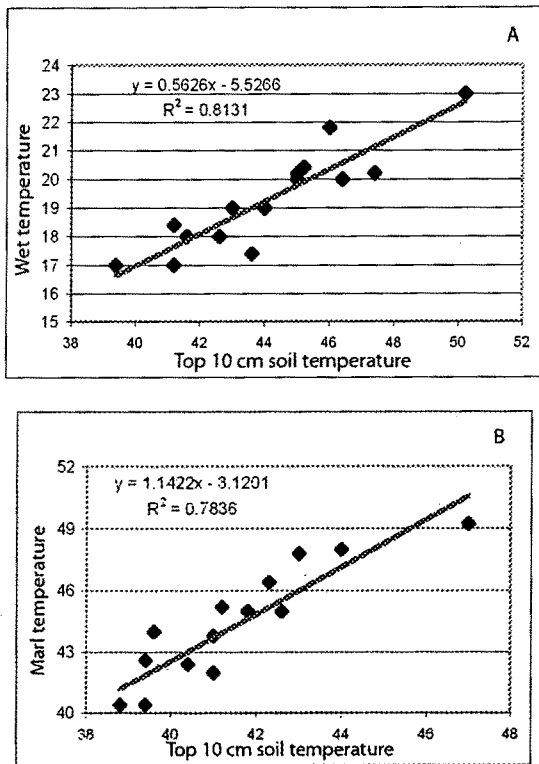 A
y = 0.5626x - 5.5266
R² = 0.8131
Wet temperature
25
24
23
22
21
20
19
18
17
16
15
38 40 42 44 46 48 50 52
Top 10 cm soil temperature
B
y = 1.1422x - 3.1201
R² = 0.7836
Marl temperature
52
49
46
43
40
38 40 42 44 46 48
Top 10 cm soil temperature